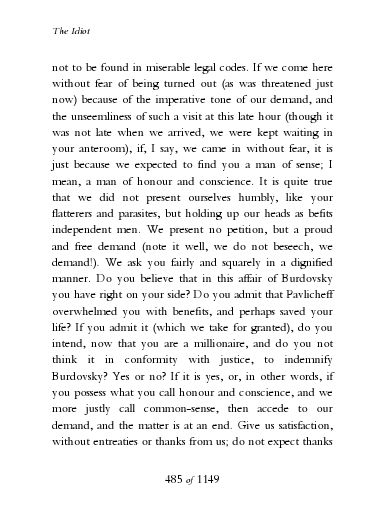 The Idiot
not to be found in miserable legal codes. If we come here
without fear of being turned out (as was threatened just
now) because of the imperative tone of our demand, and
the unseemliness of such a visit at this late hour (though it
was not late when we arrived, we were kept waiting in
your anteroom), if, I say, we came in without fear, it is
just because we expected to find you a man of sense; I
mean, a man of honour and conscience. It is quite true
that we did not present ourselves humbly, like your
flatterers and parasites, but holding up our heads as befits
independent men. We present no petition, but a proud
and free demand (note it well, we do not beseech, we
demand!). We ask you fairly and squarely in a dignified
manner. Do you believe that in this affair of Burdovsky
you have right on your side? Do you admit that Pavlicheff
overwhelmed you with benefits, and perhaps saved your
life? If you admit it (which we take for granted), do you
intend, now that you are a millionaire, and do you not
think it in conformity with justice, to indemnify
Burdovsky? Yes or no? If it is yes, or, in other words, if
you possess what you call honour and conscience, and we
more justly call common-sense, then accede to our
demand, and the matter is at an end. Give us satisfaction,
without entreaties or thanks from us; do not expect thanks
485 of 1149